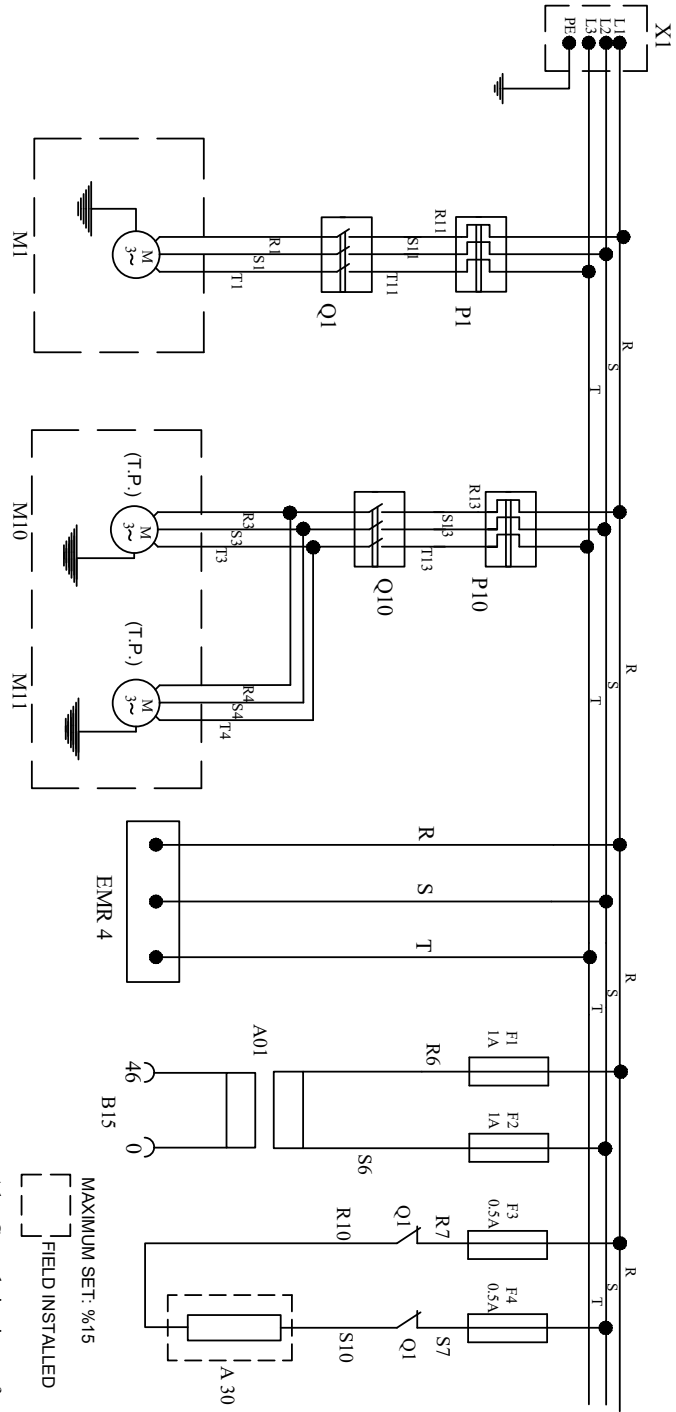 X1
L1
L2
L3
PE
R
S
T
R
S
T
R
S
T
R
S
T
P1
R11
S11
T11
Q1
R1
S1
T1
M
3~
M1
P10
R13
S13
T13
Q10
R3
S3
T3
R4
S4
T4
(T.P.)
M
3~
(T.P.)
M
3~
M10
M11
R
S
T
EMR 4
F1
1A
F2
1A
R6
S6
A01
46
0
B15
F3
0.5A
F4
0.5A
R7
S7
Q1
Q1
R10
S10
A 30
MAXIMUM SET: %15
FIELD INSTALLED